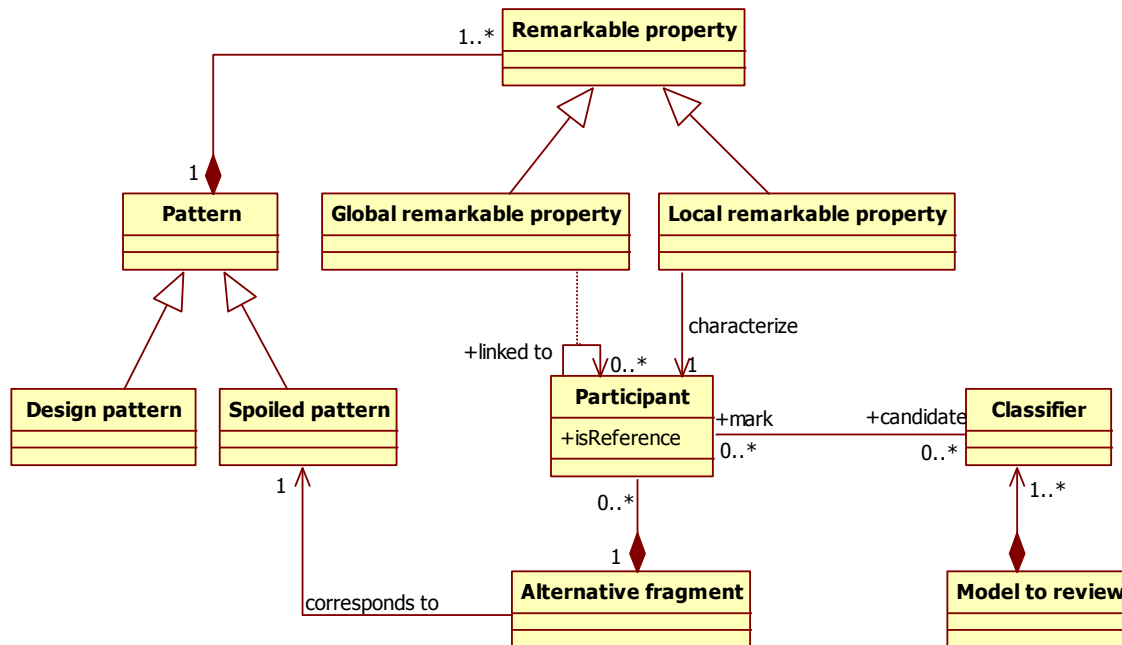 Remarkable property
1..*
1
Pattern
Global remarkable property
Local remarkable property
characterize
+linked to
0..*
1
Design pattern
Spoiled pattern
Participant
+isReference
+mark
0..*
+candidate
0..*
Classifier
1
0..*
1..*
1
Alternative fragment
Model to review
corresponds to